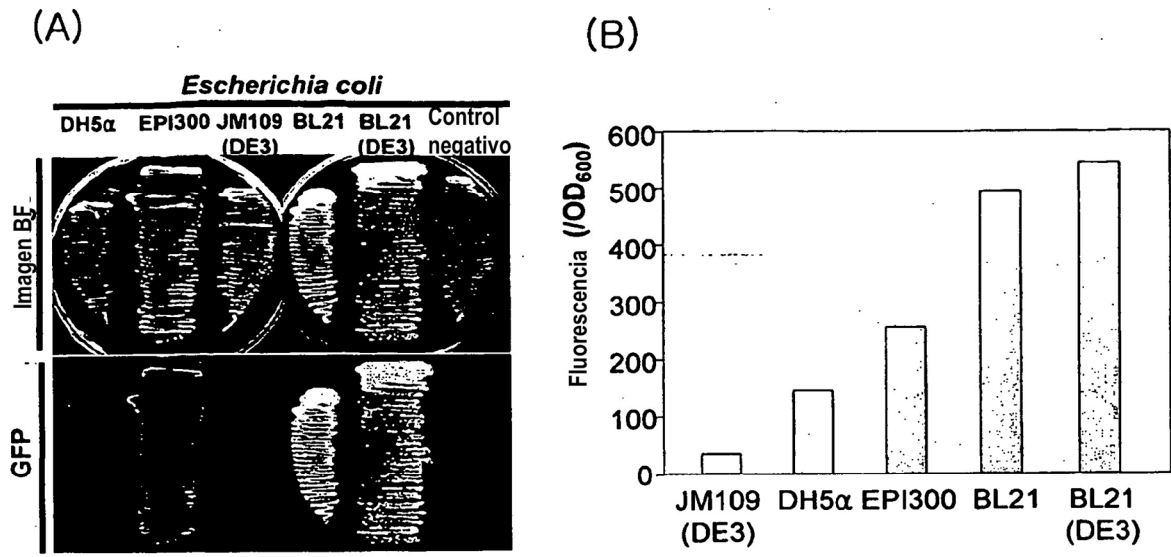 (A)
Escherichia coli
DH5α EPI300 JM109 (DE3) BL21 BL21 (DE3) Control negativo
Imagen BF
GFP
(B)
Fluorescencia (/OD600)
600
500
400
300
200
100
0
JM109 (DE3) DH5α EPI300 BL21 BL21 (DE3)